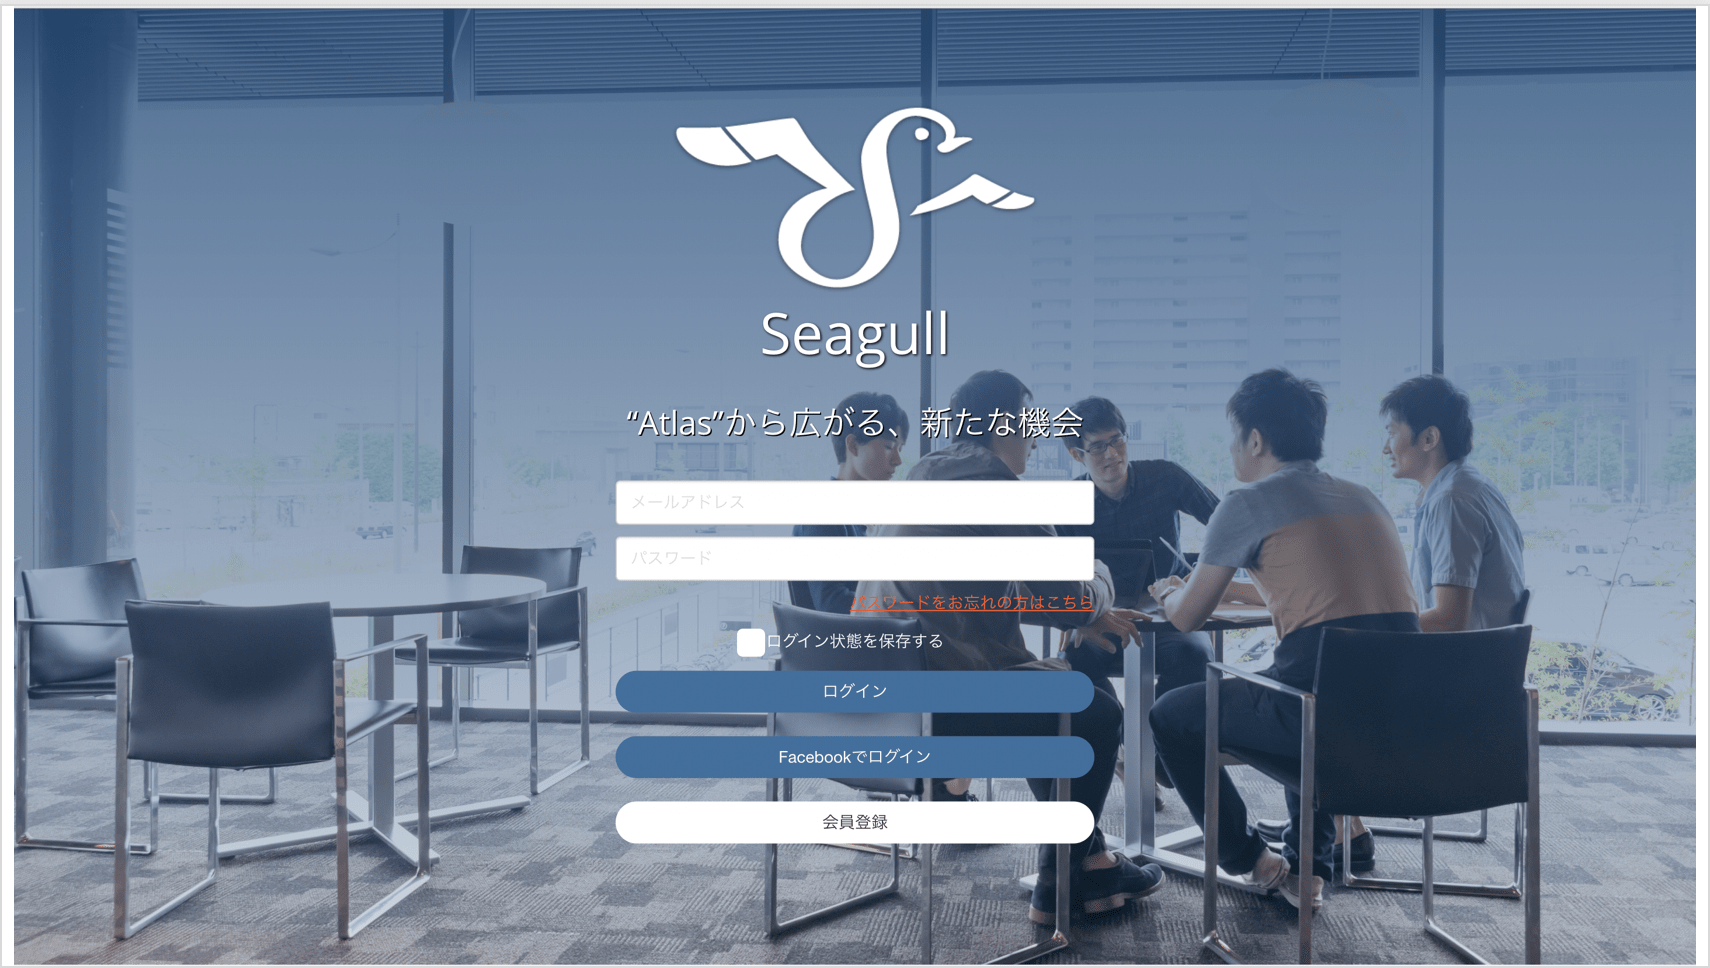 Seagull
“Atlas”から広がる、新たな機会
メールアドレス
パスワード
パスワードをお忘れの方はこちら
ログイン状態を保存する
ログイン
Facebookでログイン
会員登録